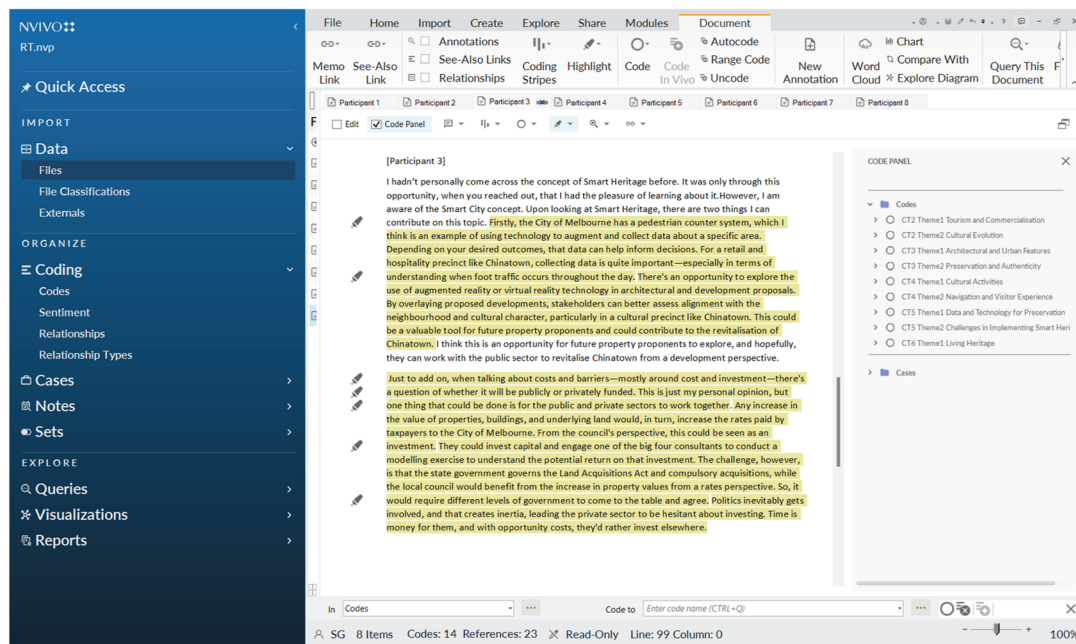 NVIVO
RT.nvp
Quick Access
IMPORT
Data
Files
File Classifications
Externals
ORGANIZE
Coding
Codes
Sentiment
Relationships
Relationship Types
Cases
Notes
Sets
EXPLORE
Queries
Visualizations
Reports
File Home Import Create Explore Share Modules Document
Memo Link
See-Also Link
Annotations
See-Also Links
Relationships
Coding Stripes
Highlight
Code
Code In Vivo
Autocode
Range Code
Uncode
New Annotation
Word Cloud
Chart
Compare With
Explore Diagram
Query This Document
F
Participant 1 Participant 2 Participant 3 Participant 4 Participant 5 Participant 6 Participant 7 Participant 8
F
Edit Code Panel
[Participant 3]
I hadn't personally come across the concept of Smart Heritage before. It was only through this
opportunity, when you reached out, that I had the pleasure of learning about it.However, I am
aware of the Smart City concept. Upon looking at Smart Heritage, there are two things I can
contribute on this topic. Firstly, the City of Melbourne has a pedestrian counter system, which I
think is an example of using technology to augment and collect data about a specific area.
Depending on your desired outcomes, that data can help inform decisions. For a retail and
hospitality precinct like Chinatown, collecting data is quite important—especially in terms of
understanding when foot traffic occurs throughout the day. There's an opportunity to explore the
use of augmented reality or virtual reality technology in architectural and development proposals.
By overlaying proposed developments, stakeholders can better assess alignment with the
neighbourhood and cultural character, particularly in a cultural precinct like Chinatown. This could
be a valuable tool for future property proponents and could contribute to the revitalisation of
Chinatown. I think this is an opportunity for future property proponents to explore, and hopefully,
they can work with the public sector to revitalise Chinatown from a development perspective.
Just to add on, when talking about costs and barriers—mostly around cost and investment—there's
a question of whether it will be publicly or privately funded. This is just my personal opinion, but
one thing that could be done is for the public and private sectors to work together. Any increase in
the value of properties, buildings, and underlying land would, in turn, increase the rates paid by
taxpayers to the City of Melbourne. From the council's perspective, this could be seen as an
investment. They could invest capital and engage one of the big four consultants to conduct a
modelling exercise to understand the potential return on that investment. The challenge, however,
is that the state government governs the Land Acquisitions Act and compulsory acquisitions, while
the local council would benefit from the increase in property values from a rates perspective. So, it
would require different levels of government to come to the table and agree. Politics inevitably gets
involved, and that creates inertia, leading the private sector to be hesitant about investing. Time is
money for them, and with opportunity costs, they'd rather invest elsewhere.
CODE PANEL
Codes
CT2 Theme1 Tourism and Commercialisation
CT2 Theme2 Cultural Evolution
CT3 Theme1 Architectural and Urban Features
CT3 Theme2 Preservation and Authenticity
CT4 Theme1 Cultural Activities
CT4 Theme2 Navigation and Visitor Experience
CT5 Theme1 Data and Technology for Preservation
CT5 Theme2 Challenges in Implementing Smart Heri
CT6 Theme1 Living Heritage
Cases
In Codes Code to Enter code name (CTRL+Q)
SG 8 Items Codes: 14 References: 23 Read-Only Line: 99 Column: 0 100%